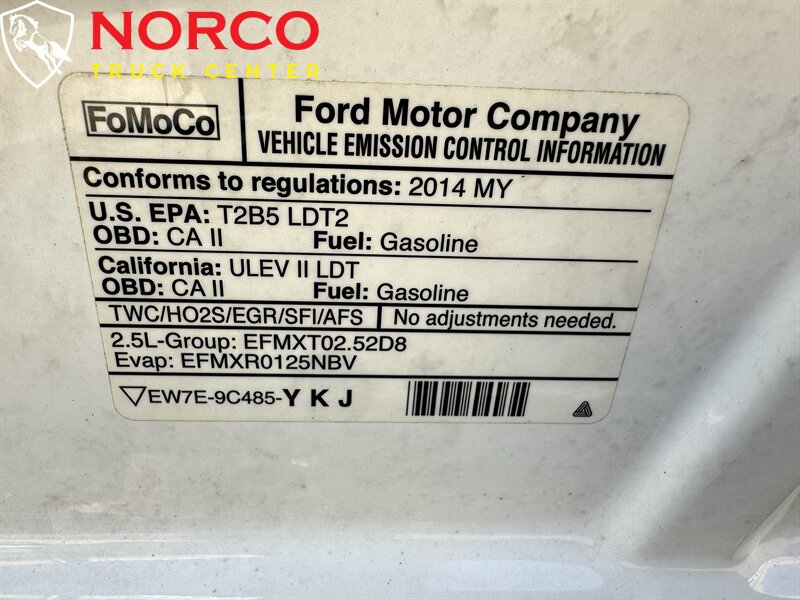 NORCO
TRUCK CENTER
FoMoCo
Ford Motor Company
VEHICLE EMISSION CONTROL INFORMATION
Conforms to regulations: 2014 MY
U.S. EPA: T2B5 LDT2
OBD: CA II Fuel: Gasoline
California: ULEV II LDT
OBD: CA II Fuel: Gasoline
TWC/HO2S/EGR/SFI/AFS No adjustments needed.
2.5L-Group: EFMXT02.52D8
Evap: EFMXR0125NBV
EW7E-9C485-Y K J